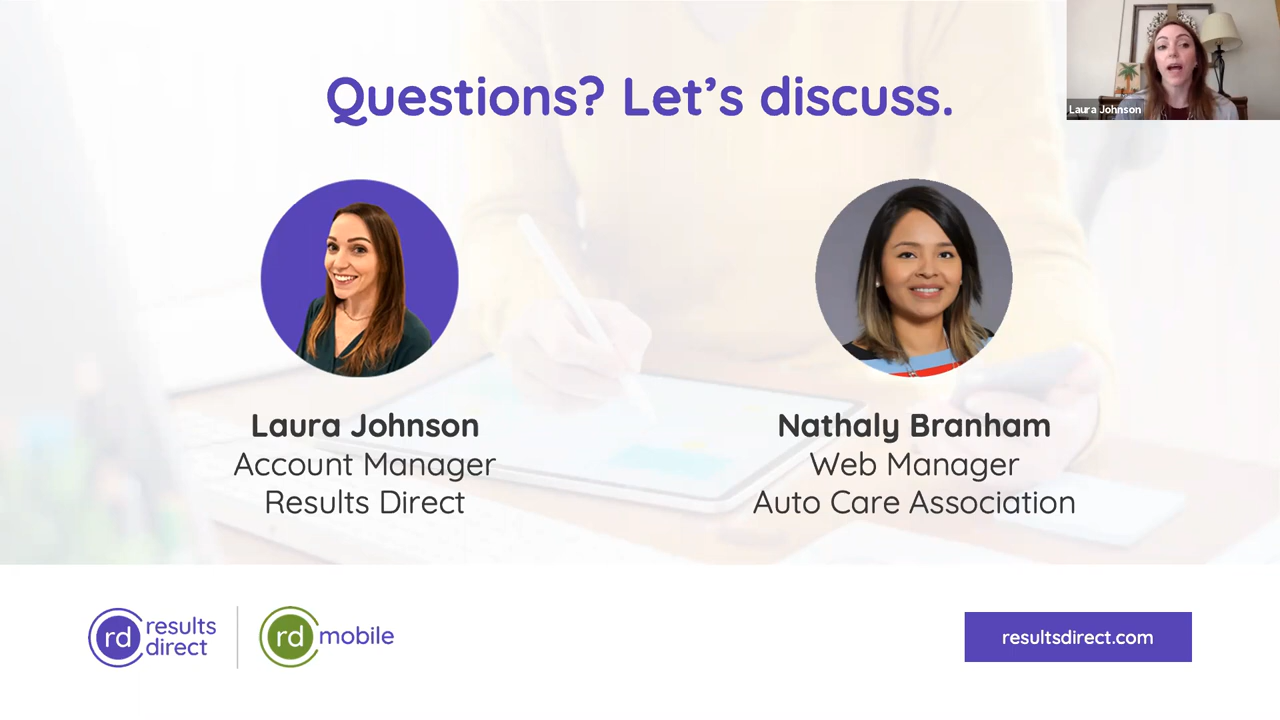 Questions? Let's discuss.
Laura Johnson
Laura Johnson
Account Manager
Results Direct
Nathaly Branham
Web Manager
Auto Care Association
rd results direct
rd mobile
resultsdirect.com